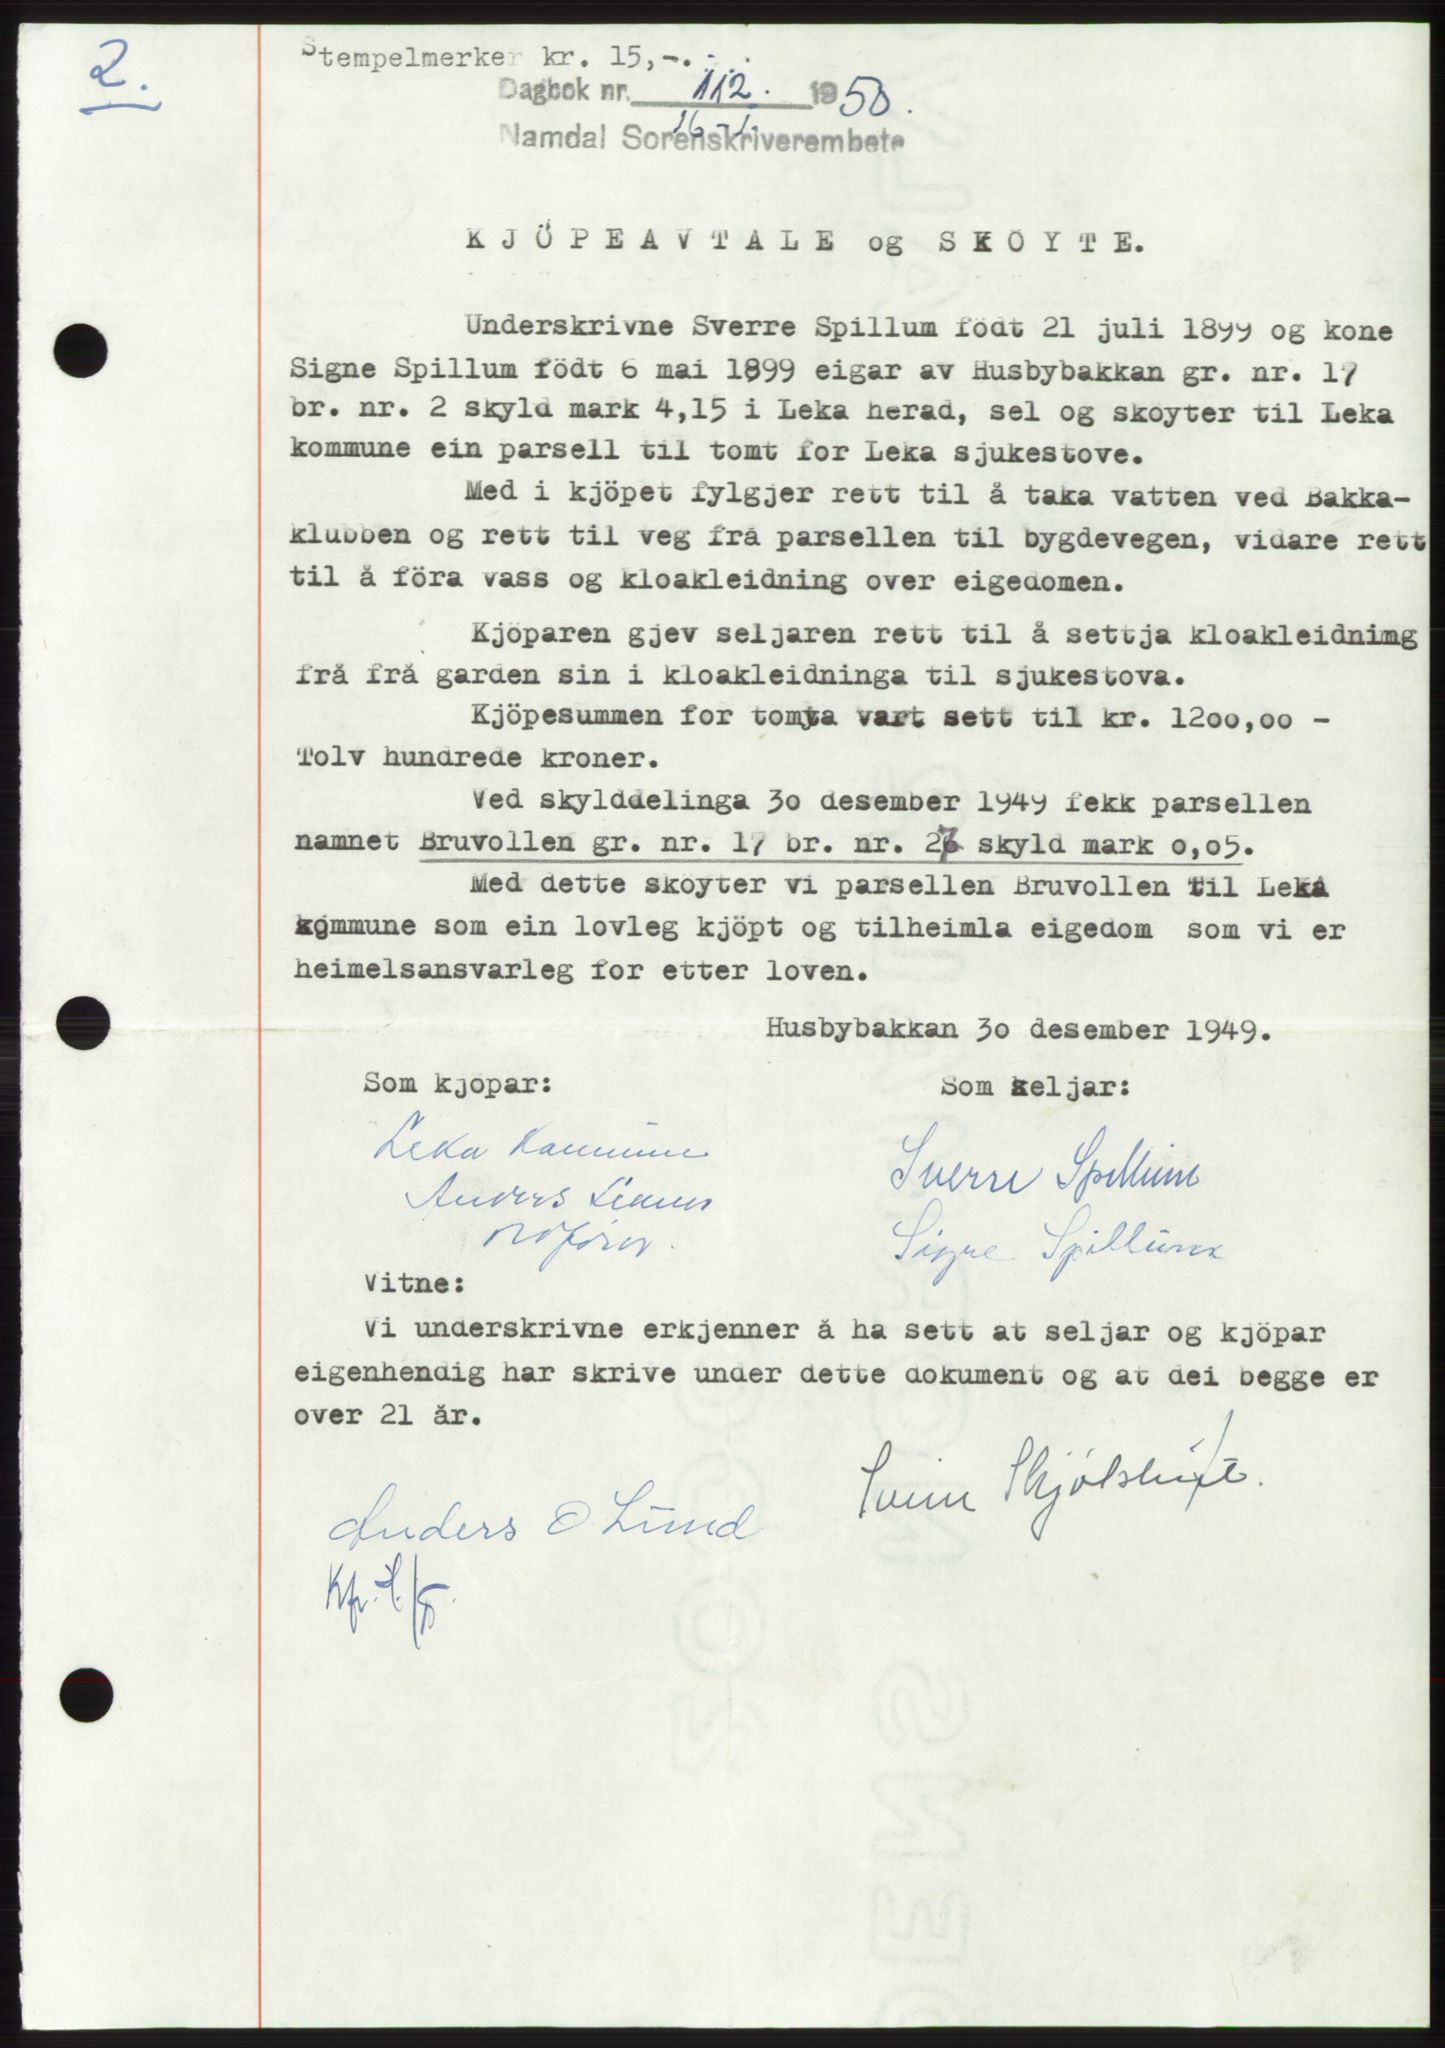 2.
Stempelmerker kr. 15,-.
Dagbok nr. 112. 1950.
16-1.
Namdal Sorenskriverembete
KJÖPEAVTALE og SKÖYTE.
Underskrivne Sverre Spillum födt 21 juli 1899 og kone
Signe Spillum födt 6 mai 1899 eigar av Husbybakkan gr. nr. 17
br. nr. 2 skyld mark 4,15 i Leka herad, sel og sköyter til Leka
kommune ein parsell til tomt for Leka sjukestove.
Med i kjöpet fylgjer rett til å taka vatten ved Bakka-
klubben og rett til veg frå parsellen til bygdevegen, vidare rett
til å föra vass og kloakleidning over eigedomen.
Kjöparen gjev seljaren rett til å settja kloakleidnimg
frå frå garden sin i kloakleidninga til sjukestova.
Kjöpesummen for tomta vart sett til kr. 1200,00 -
Tolv hundrede kroner.
Ved skylddelinga 30 desember 1949 fekk parsellen
namnet Bruvollen gr. nr. 17 br. nr. 27 skyld mark 0,05.
Med dette sköyter vi parsellen Bruvollen til Leka
kommune som ein lovleg kjöpt og tilheimla eigedom som vi er
heimelsansvarleg for etter loven.
Husbybakkan 30 desember 1949.
Som kjöpar:
Som seljar:
Leka Kommune
Sverre Spillum
Anders
ordförer.
Signe Spillum
Vitne:
Vi underskrivne erkjenner å ha sett at seljar og kjöpar
eigenhendig har skrive under dette dokument og at dei begge er
over 21 år.
Svein
Anders O Lund
Kfr.